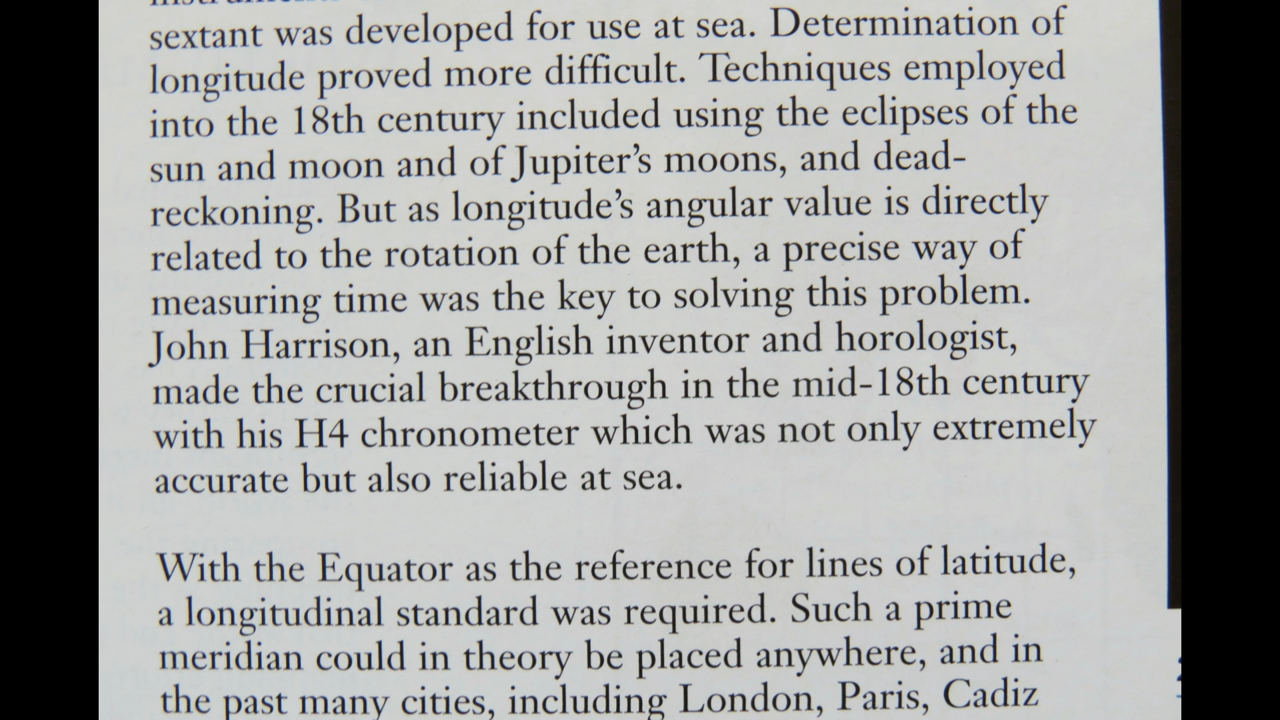 sextant was developed for use at sea. Determination of
longitude proved more difficult. Techniques employed
into the 18th century included using the eclipses of the
sun and moon and of Jupiter’s moons, and dead-
reckoning. But as longitude’s angular value is directly
related to the rotation of the earth, a precise way of
measuring time was the key to solving this problem.
John Harrison, an English inventor and horologist,
made the crucial breakthrough in the mid-18th century
with his H4 chronometer which was not only extremely
accurate but also reliable at sea.
With the Equator as the reference for lines of latitude,
a longitudinal standard was required. Such a prime
meridian could in theory be placed anywhere, and in
the past many cities, including London, Paris, Cadiz